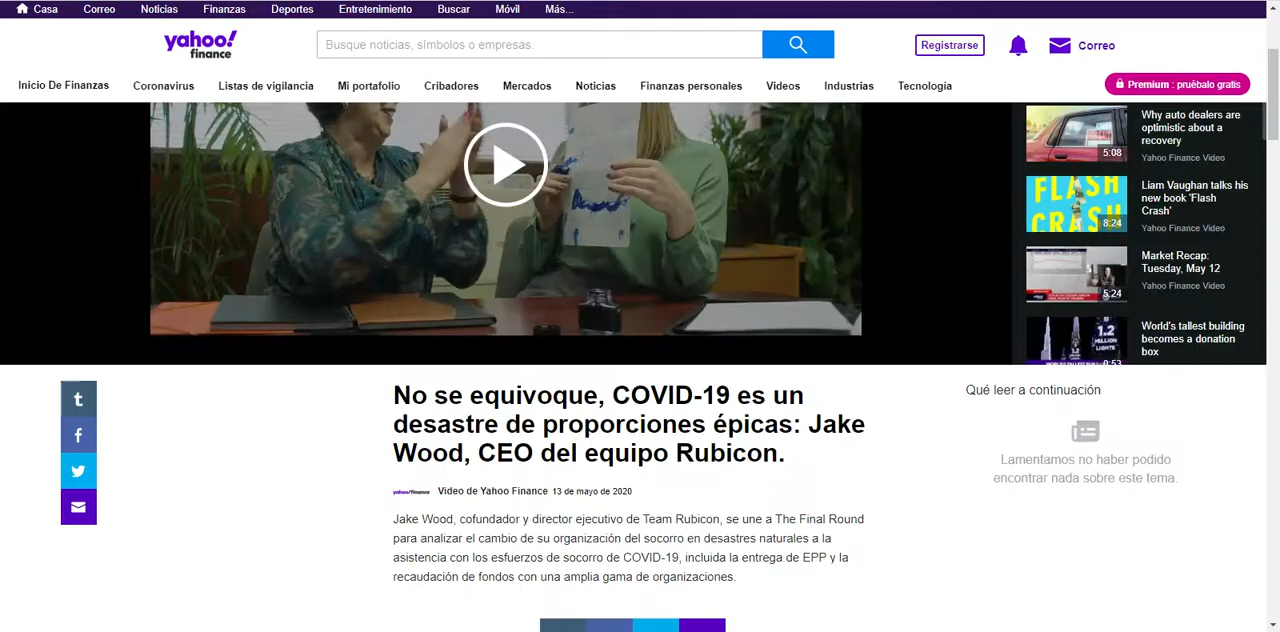 Casa Correo Noticias Finanzas Deportes Entretenimiento Buscar Móvil Más...
yahoo!
finance
Busque noticias, símbolos o empresas.
Registrarse
Correo
Inicio De Finanzas Coronavirus Listas de vigilancia Mi portafolio Cribadores Mercados Noticias Finanzas personales Videos Industrias Tecnología
Premium : pruébalo gratis
Why auto dealers are
optimistic about a
recovery
Yahoo Finance Video
5:08
Liam Vaughan talks his
new book 'Flash
Crash'
Yahoo Finance Video
FLASH
CRASH
8:24
Market Recap:
Tuesday, May 12
Yahoo Finance Video
5:24
World's tallest building
becomes a donation
box
1.2
MILLION
LIGHTS
0:53
No se equivoque, COVID-19 es un
desastre de proporciones épicas: Jake
Wood, CEO del equipo Rubicon.
yahoo!finance
Video de Yahoo Finance 13 de mayo de 2020
Jake Wood, cofundador y director ejecutivo de Team Rubicon, se une a The Final Round
para analizar el cambio de su organización del socorro en desastres naturales a la
asistencia con los esfuerzos de socorro de COVID-19, incluida la entrega de EPP y la
recaudación de fondos con una amplia gama de organizaciones.
Qué leer a continuación
Lamentamos no haber podido
encontrar nada sobre este tema.